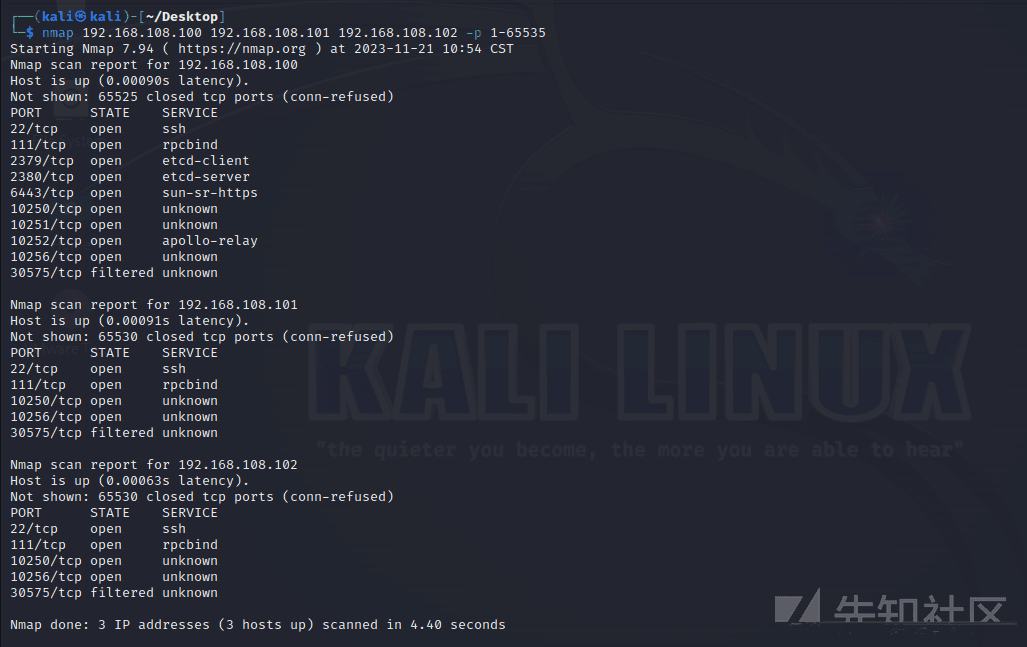 ┌──(kali㉿kali)-[~/Desktop]
└─$ nmap 192.168.108.100 192.168.108.101 192.168.108.102 -p 1-65535
Starting Nmap 7.94 ( https://nmap.org ) at 2023-11-21 10:54 CST
Nmap scan report for 192.168.108.100
Host is up (0.00090s latency).
Not shown: 65525 closed tcp ports (conn-refused)
PORT      STATE    SERVICE
22/tcp    open     ssh
111/tcp   open     rpcbind
2379/tcp  open     etcd-client
2380/tcp  open     etcd-server
6443/tcp  open     sun-sr-https
10250/tcp open     unknown
10251/tcp open     unknown
10252/tcp open     apollo-relay
10256/tcp open     unknown
30575/tcp filtered unknown

Nmap scan report for 192.168.108.101
Host is up (0.00091s latency).
Not shown: 65530 closed tcp ports (conn-refused)
PORT      STATE    SERVICE
22/tcp    open     ssh
111/tcp   open     rpcbind
10250/tcp open     unknown
10256/tcp open     unknown
30575/tcp filtered unknown
KALI LINUX
"the quieter you become, the more you are able to hear"

Nmap scan report for 192.168.108.102
Host is up (0.00063s latency).
Not shown: 65530 closed tcp ports (conn-refused)
PORT      STATE    SERVICE
22/tcp    open     ssh
111/tcp   open     rpcbind
10250/tcp open     unknown
10256/tcp open     unknown
30575/tcp filtered unknown

Nmap done: 3 IP addresses (3 hosts up) scanned in 4.40 seconds
先知社区